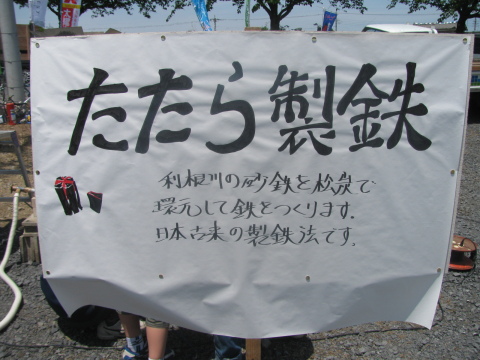 たたら製鉄
利根川の砂鉄を松炭で
還元して鉄をつくります.
日本古来の製鉄法です.